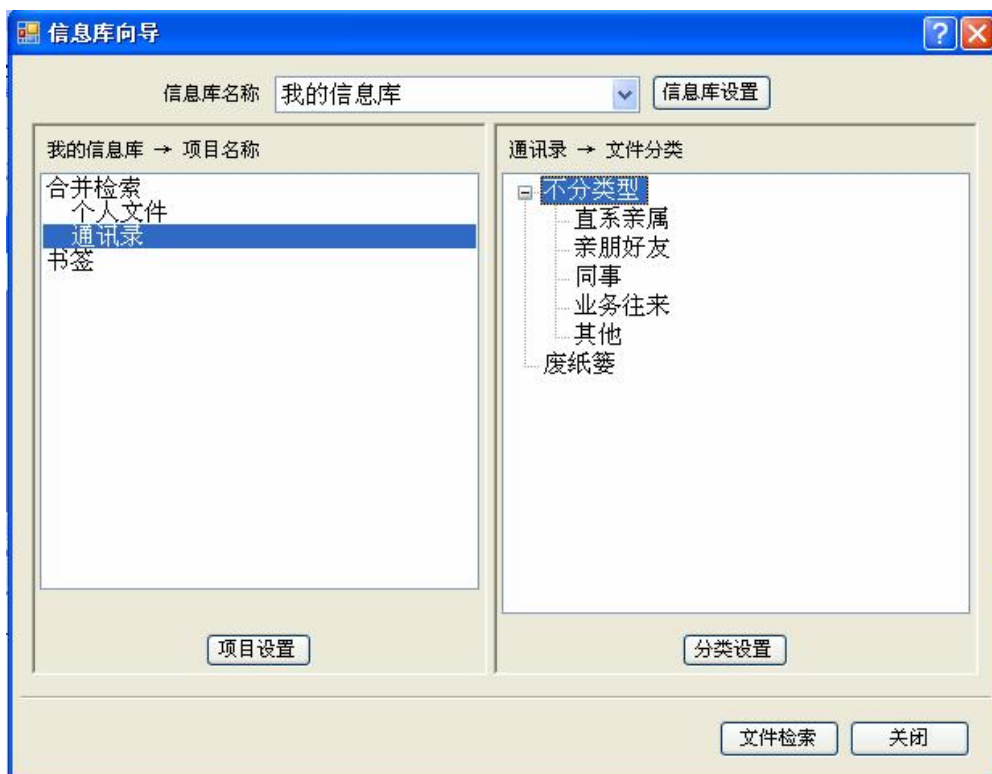 信息库向导
信息库名称 我的信息库 信息库设置
我的信息库 → 项目名称
合并检索
个人文件
通讯录
书签
项目设置
通讯录 → 文件分类
不分类型
直系亲属
亲朋好友
同事
业务往来
其他
废纸篓
分类设置
文件检索 关闭